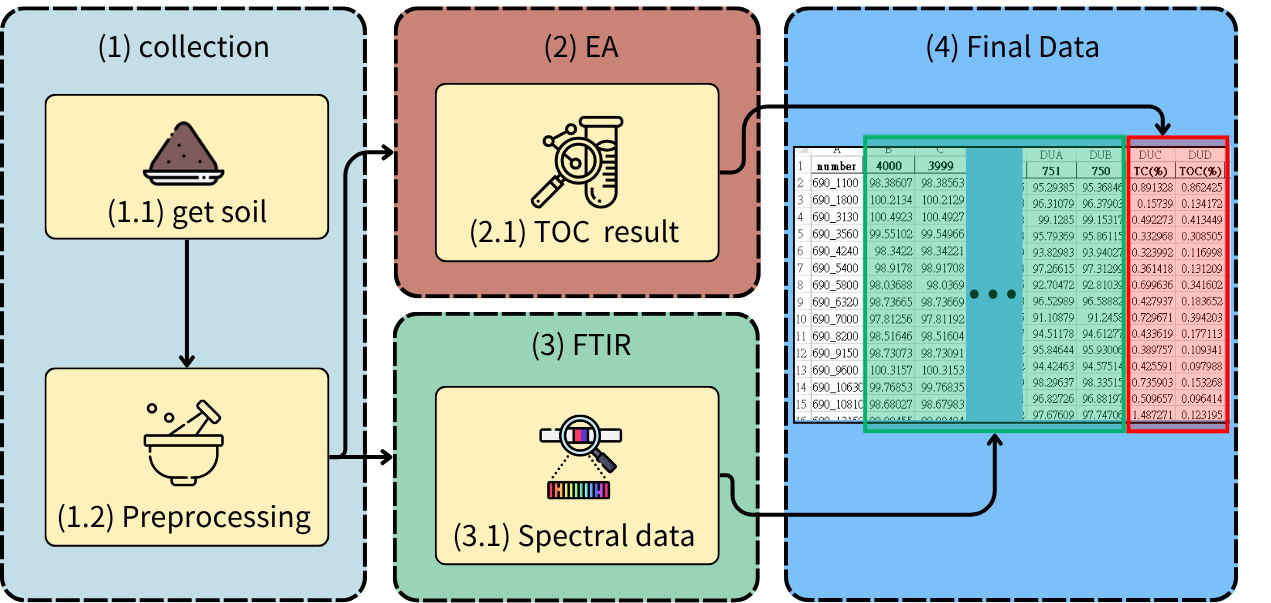 (1) collection
(1.1) get soil
(1.2) Preprocessing
(2) EA
(2.1) TOC result
(3) FTIR
(3.1) Spectral data
(4) Final Data
A B C DUA DUB DUC DUD
1 number 4000 3999 751 750 TC(%) TOC(%)
2 690_1100 98.38607 98.38563 95.29385 95.36846 0.891328 0.862425
3 690_1800 100.2134 100.2129 96.31079 96.37903 0.15739 0.134172
4 690_3130 100.4923 100.4927 99.1285 99.15317 0.492273 0.413449
5 690_3560 99.55102 99.54966 95.79369 95.86115 0.332968 0.308505
6 690_4240 98.3422 98.34221 93.82983 93.94027 0.323992 0.116998
7 690_5400 98.9178 98.91708 97.26615 97.31299 0.361418 0.131209
8 690_5800 98.03688 98.0369 92.70472 92.81039 0.699636 0.341602
9 690_6320 98.73665 98.73669 96.52989 96.58882 0.427937 0.183652
10 690_7000 97.81256 97.81192 91.10879 91.2458 0.729671 0.394203
11 690_8200 98.51646 98.51604 94.51178 94.61277 0.433619 0.177113
12 690_9150 98.73073 98.73091 95.84644 95.93006 0.389757 0.109341
13 690_9600 100.3157 100.3153 94.42463 94.57514 0.425591 0.097988
14 690_10630 99.76853 99.76835 98.29637 98.33515 0.735903 0.153268
15 690_10810 98.68027 98.67983 96.82726 96.88197 0.509657 0.096414
97.67609 97.74706 1.487271 0.123195